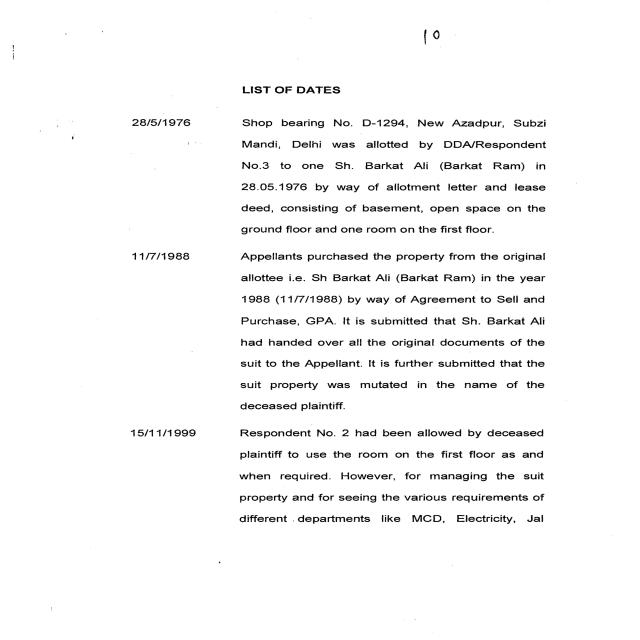 10
LIST OF DATES
28/5/1976 Shop bearing No. D-1294, New Azadpur, Subzi
Mandi, Delhi was allotted by DDA/Respondent
No.3 to one Sh. Barkat Ali (Barkat Ram) in
28.05.1976 by way of allotment letter and lease
deed, consisting of basement, open space on the
ground floor and one room on the first floor.
11/7/1988 Appellants purchased the property from the original
allottee i.e. Sh Barkat Ali (Barkat Ram) in the year
1988 (11/7/1988) by way of Agreement to Sell and
Purchase, GPA. It is submitted that Sh. Barkat Ali
had handed over all the original documents of the
suit to the Appellant. It is further submitted that the
suit property was mutated in the name of the
deceased plaintiff.
15/11/1999 Respondent No. 2 had been allowed by deceased
plaintiff to use the room on the first floor as and
when required. However, for managing the suit
property and for seeing the various requirements of
different departments like MCD, Electricity, Jal